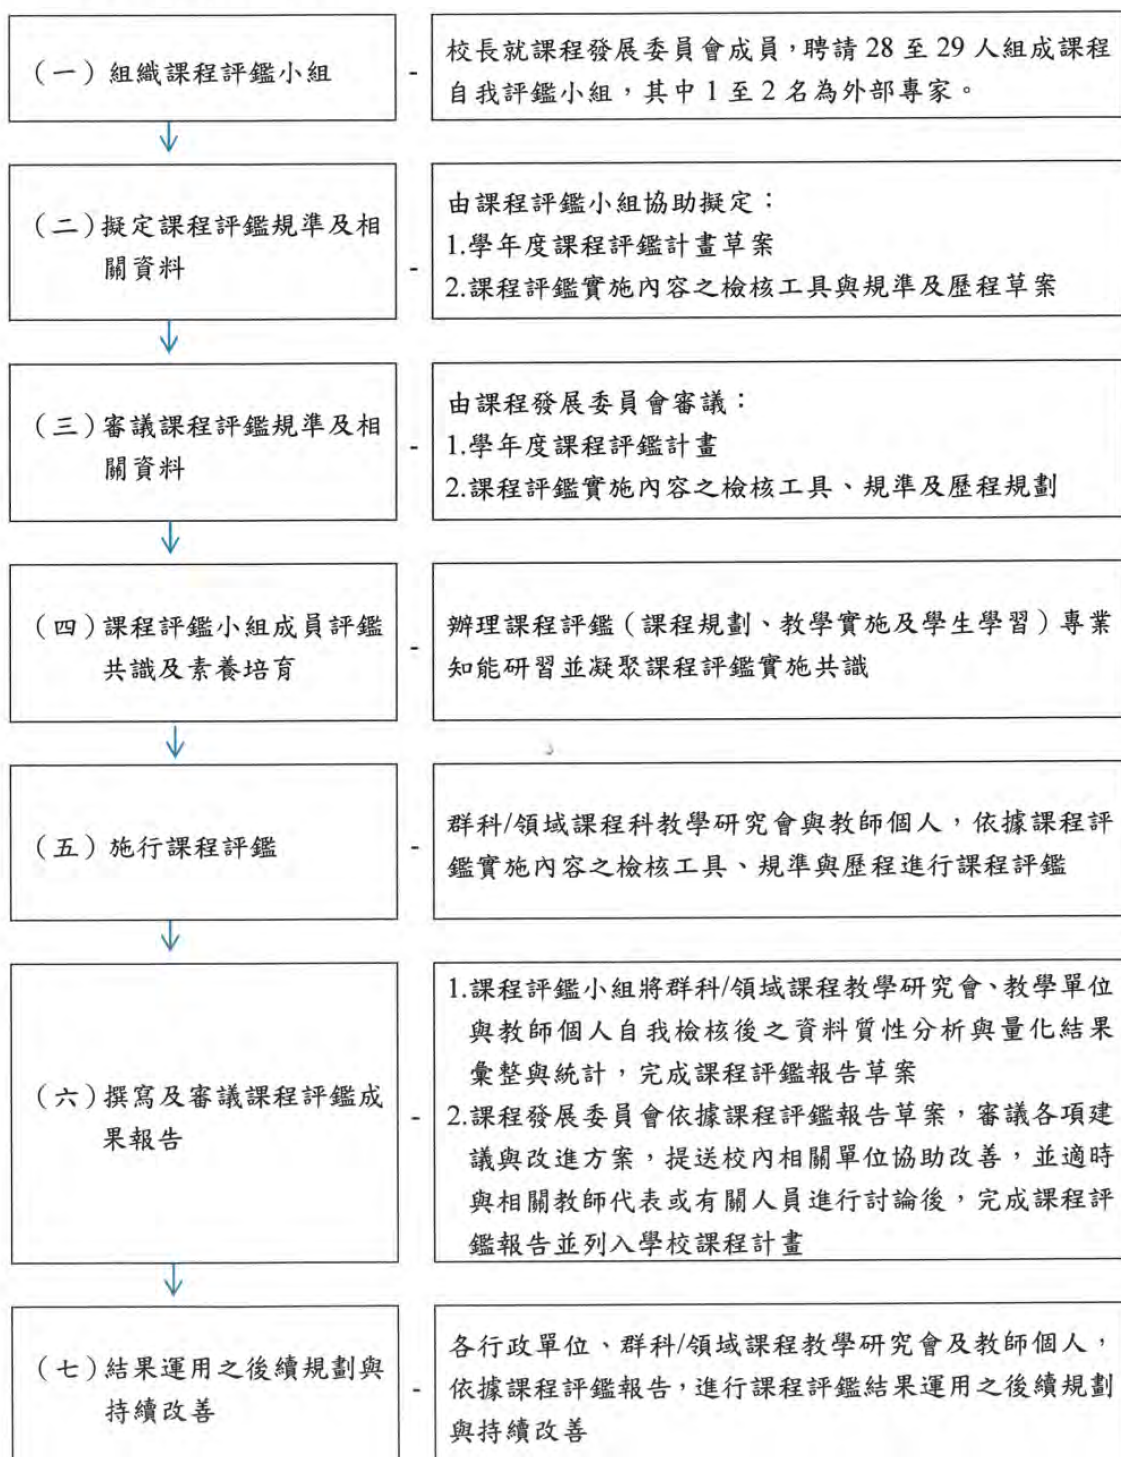 （一）組織課程評鑑小組
-
校長就課程發展委員會成員，聘請 28 至 29 人組成課程
自我評鑑小組，其中 1 至 2 名為外部專家。
（二）擬定課程評鑑規準及相
關資料
-
由課程評鑑小組協助擬定：
1.學年度課程評鑑計畫草案
2.課程評鑑實施內容之檢核工具與規準及歷程草案
（三）審議課程評鑑規準及相
關資料
-
由課程發展委員會審議：
1.學年度課程評鑑計畫
2.課程評鑑實施內容之檢核工具、規準及歷程規劃
（四）課程評鑑小組成員評鑑
共識及素養培育
-
辦理課程評鑑（課程規劃、教學實施及學生學習）專業
知能研習並凝聚課程評鑑實施共識
（五）施行課程評鑑
-
群科/領域課程科教學研究會與教師個人，依據課程評
鑑實施內容之檢核工具、規準與歷程進行課程評鑑
（六）撰寫及審議課程評鑑成
果報告
-
1.課程評鑑小組將群科/領域課程教學研究會、教學單位
與教師個人自我檢核後之資料質性分析與量化結果
彙整與統計，完成課程評鑑報告草案
2.課程發展委員會依據課程評鑑報告草案，審議各項建
議與改進方案，提送校內相關單位協助改善，並適時
與相關教師代表或有關人員進行討論後，完成課程評
鑑報告並列入學校課程計畫
（七）結果運用之後續規劃與
持續改善
-
各行政單位、群科/領域課程教學研究會及教師個人，
依據課程評鑑報告，進行課程評鑑結果運用之後續規劃
與持續改善